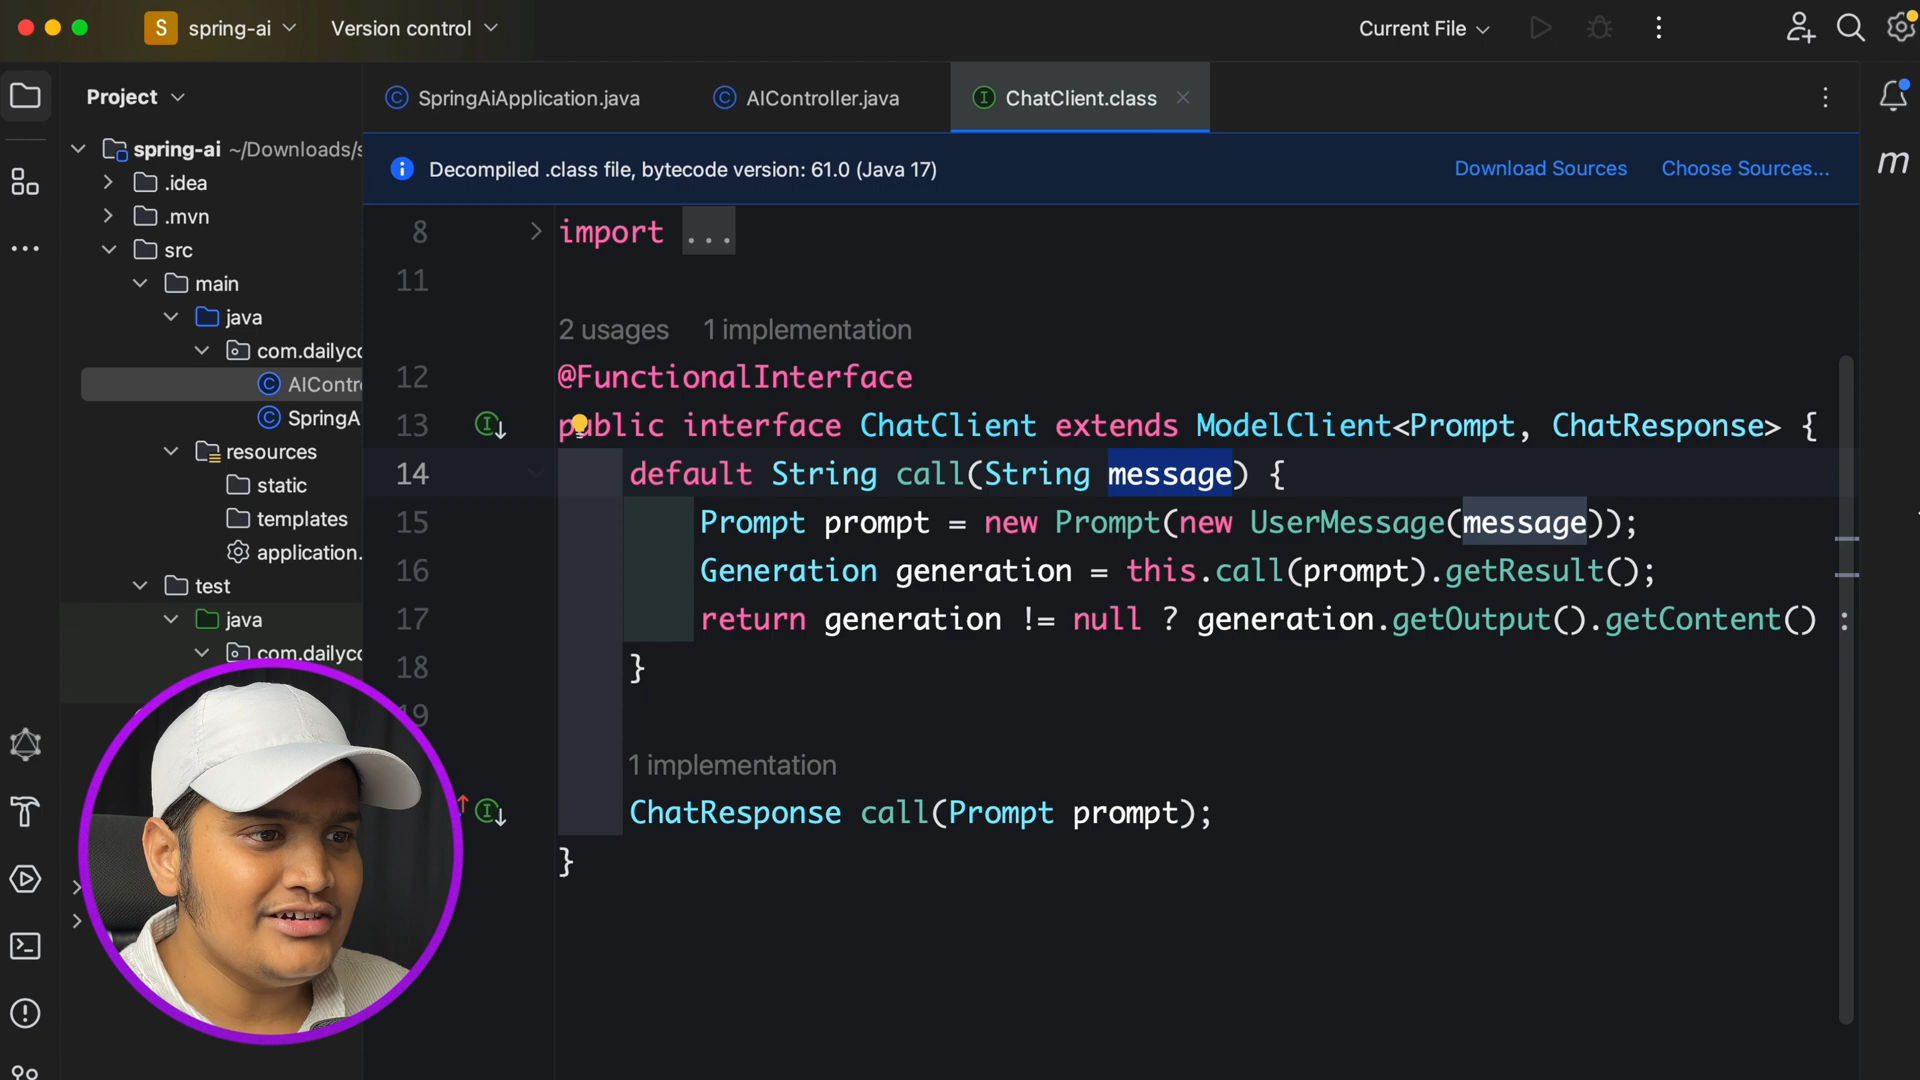 S spring-ai Version control Current File
Project
SpringAiApplication.java AIController.java ChatClient.class
spring-ai ~/Downloads/s
.idea
.mvn
src
main
java
com.dailyco
AIContro
SpringA
resources
static
templates
application.
test
java
com.dailyco
Decompiled .class file, bytecode version: 61.0 (Java 17) Download Sources Choose Sources...
8 import ...
11
2 usages 1 implementation
12 @FunctionalInterface
13 public interface ChatClient extends ModelClient<Prompt, ChatResponse> {
14 default String call(String message) {
15 Prompt prompt = new Prompt(new UserMessage(message));
16 Generation generation = this.call(prompt).getResult();
17 return generation != null ? generation.getOutput().getContent() :
18 }
19
1 implementation
ChatResponse call(Prompt prompt);
}
m